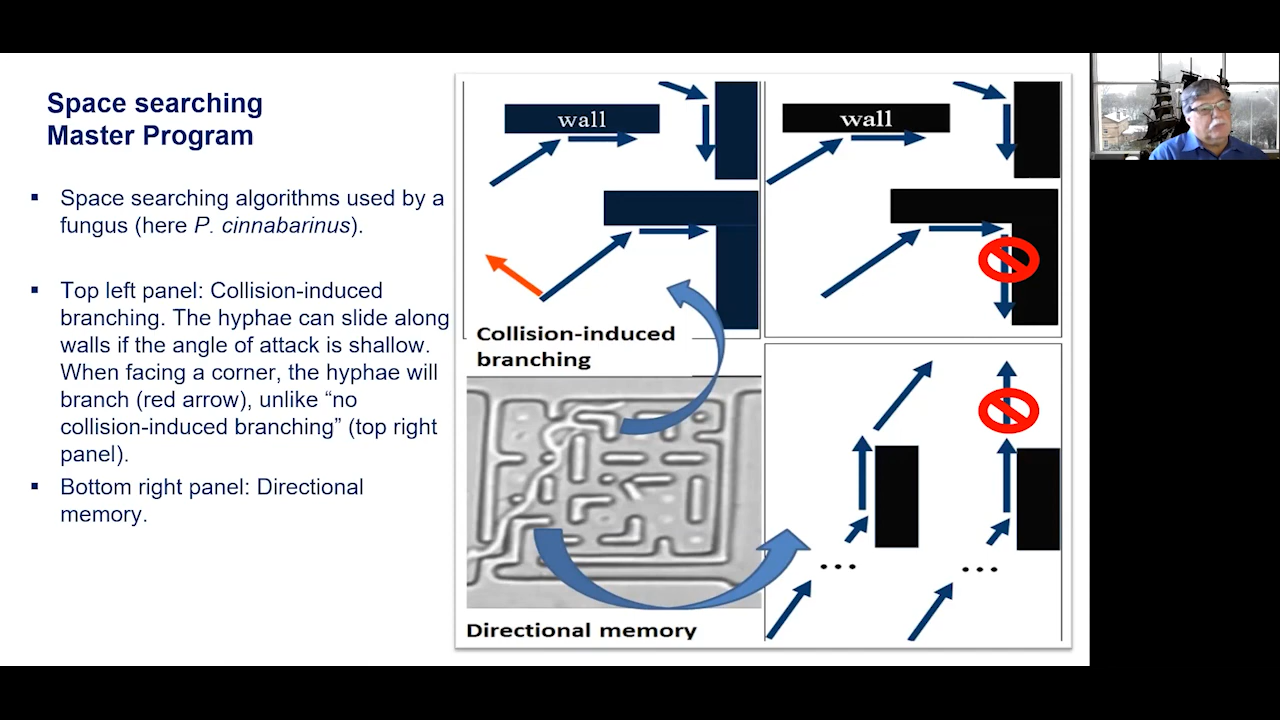 Space searching
Master Program
▪ Space searching algorithms used by a
fungus (here P. cinnabarinus).
▪ Top left panel: Collision-induced
branching. The hyphae can slide along
walls if the angle of attack is shallow.
When facing a corner, the hyphae will
branch (red arrow), unlike “no
collision-induced branching” (top right
panel).
▪ Bottom right panel: Directional
memory.
wall
wall
Collision-induced
branching
...
...
Directional memory